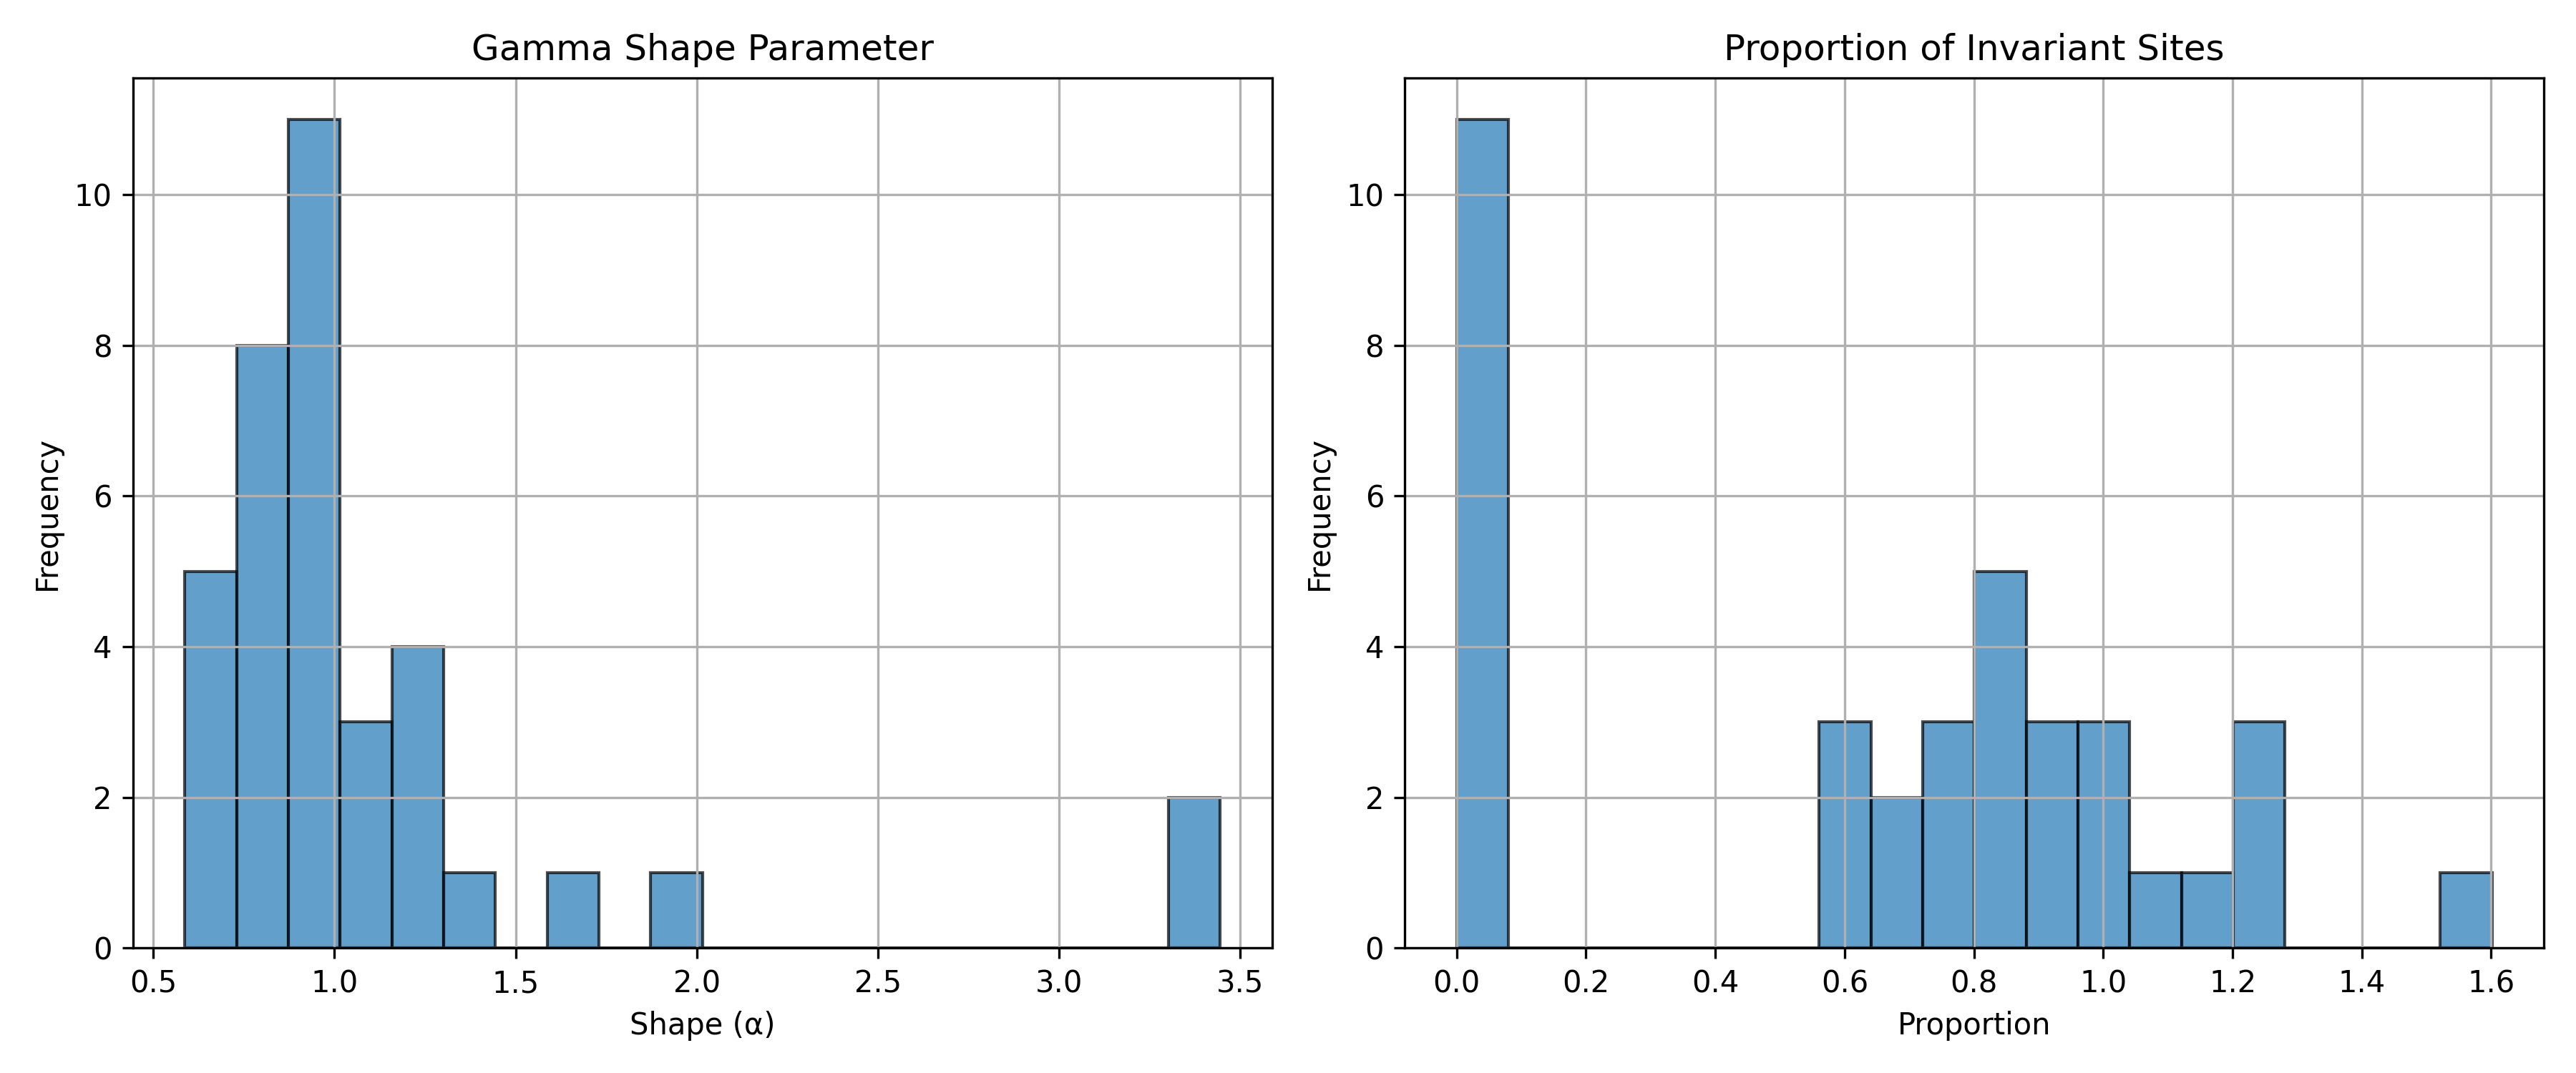 Gamma Shape Parameter
Frequency
10
8
6
4
2
0
0.5 1.0 1.5 2.0 2.5 3.0 3.5
Shape (α)
Proportion of Invariant Sites
Frequency
10
8
6
4
2
0
0.0 0.2 0.4 0.6 0.8 1.0 1.2 1.4 1.6
Proportion